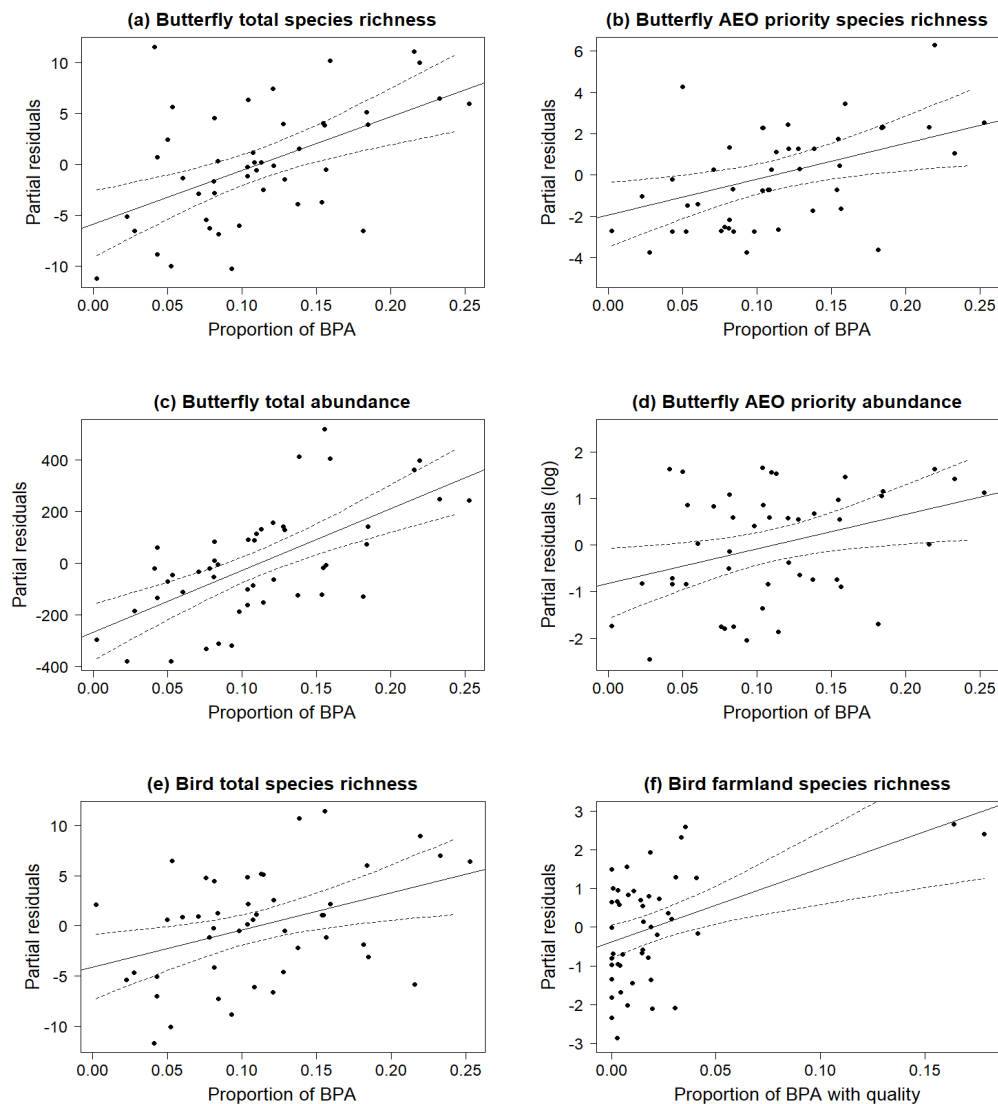 (a) Butterfly total species richness
Partial residuals
10
5
0
-5
-10
0.00 0.05 0.10 0.15 0.20 0.25
Proportion of BPA
(b) Butterfly AEO priority species richness
Partial residuals
6
4
2
0
-2
-4
0.00 0.05 0.10 0.15 0.20 0.25
Proportion of BPA
(c) Butterfly total abundance
Partial residuals
400
200
0
-200
-400
0.00 0.05 0.10 0.15 0.20 0.25
Proportion of BPA
(d) Butterfly AEO priority abundance
Partial residuals (log)
2
1
0
-1
-2
0.00 0.05 0.10 0.15 0.20 0.25
Proportion of BPA
(e) Bird total species richness
Partial residuals
10
5
0
-5
-10
0.00 0.05 0.10 0.15 0.20 0.25
Proportion of BPA
(f) Bird farmland species richness
Partial residuals
3
2
1
0
-1
-2
-3
0.00 0.05 0.10 0.15
Proportion of BPA with quality